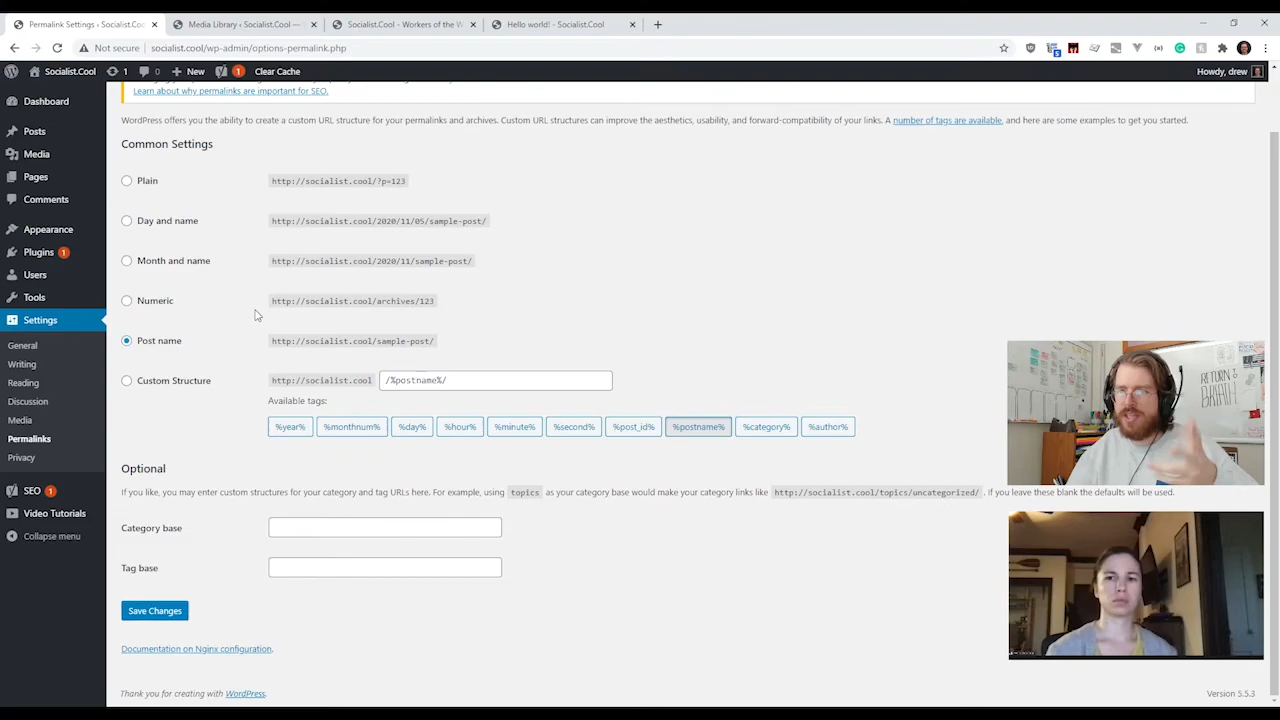 Permalink Settings ‹ Socialist.Co
Media Library ‹ Socialist.Cool —
Socialist.Cool - Workers of the W
Hello world! - Socialist.Cool
Not secure socialist.cool/wp-admin/options-permalink.php
Socialist.Cool 1 0 New 1 Clear Cache Howdy, drew
Learn about why permalinks are important for SEO.
Dashboard
Posts
Media
Pages
Comments
Appearance
Plugins 1
Users
Tools
Settings
General
Writing
Reading
Discussion
Media
Permalinks
Privacy
SEO 1
Video Tutorials
Collapse menu
WordPress offers you the ability to create a custom URL structure for your permalinks and archives. Custom URL structures can improve the aesthetics, usability, and forward-compatibility of your links. A number of tags are available, and here are some examples to get you started.
Common Settings
Plain http://socialist.cool/?p=123
Day and name http://socialist.cool/2020/11/05/sample-post/
Month and name http://socialist.cool/2020/11/sample-post/
Numeric http://socialist.cool/archives/123
Post name http://socialist.cool/sample-post/
Custom Structure http://socialist.cool /%postname%/
Available tags:
%year% %monthnum% %day% %hour% %minute% %second% %post_id% %postname% %category% %author%
Optional
If you like, you may enter custom structures for your category and tag URLs here. For example, using topics as your category base would make your category links like http://socialist.cool/topics/uncategorized/ . If you leave these blank the defaults will be used.
Category base
Tag base
Save Changes
Documentation on Nginx configuration.
Thank you for creating with WordPress.
Version 5.5.3
RETURN 2